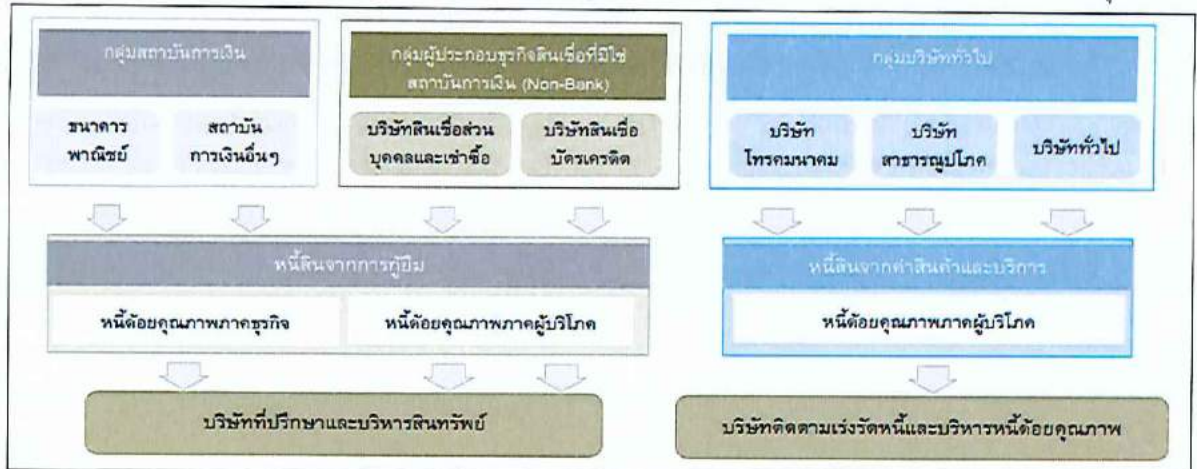 กลุ่มสถาบันการเงิน
กลุ่มผู้ประกอบธุรกิจสินเชื่อที่มิใช่
สถาบันการเงิน (Non-Bank)
กลุ่มบริษัททั่วไป
ธนาคาร
พาณิชย์
สถาบัน
การเงินอื่นๆ
บริษัทสินเชื่อส่วน
บุคคลและเช่าซื้อ
บริษัทสินเชื่อ
บัตรเครดิต
บริษัท
โทรคมนาคม
บริษัท
สาธารณูปโภค
บริษัททั่วไป
หนี้สินจากการกู้ยืม
หนี้สินจากค่าสินค้าและบริการ
หนี้ด้อยคุณภาพภาคธุรกิจ
หนี้ด้อยคุณภาพภาคผู้บริโภค
หนี้ด้อยคุณภาพภาคผู้บริโภค
บริษัทที่ปรึกษาและบริหารสินทรัพย์
บริษัทติดตามเร่งรัดหนี้และบริหารหนี้ด้อยคุณภาพ